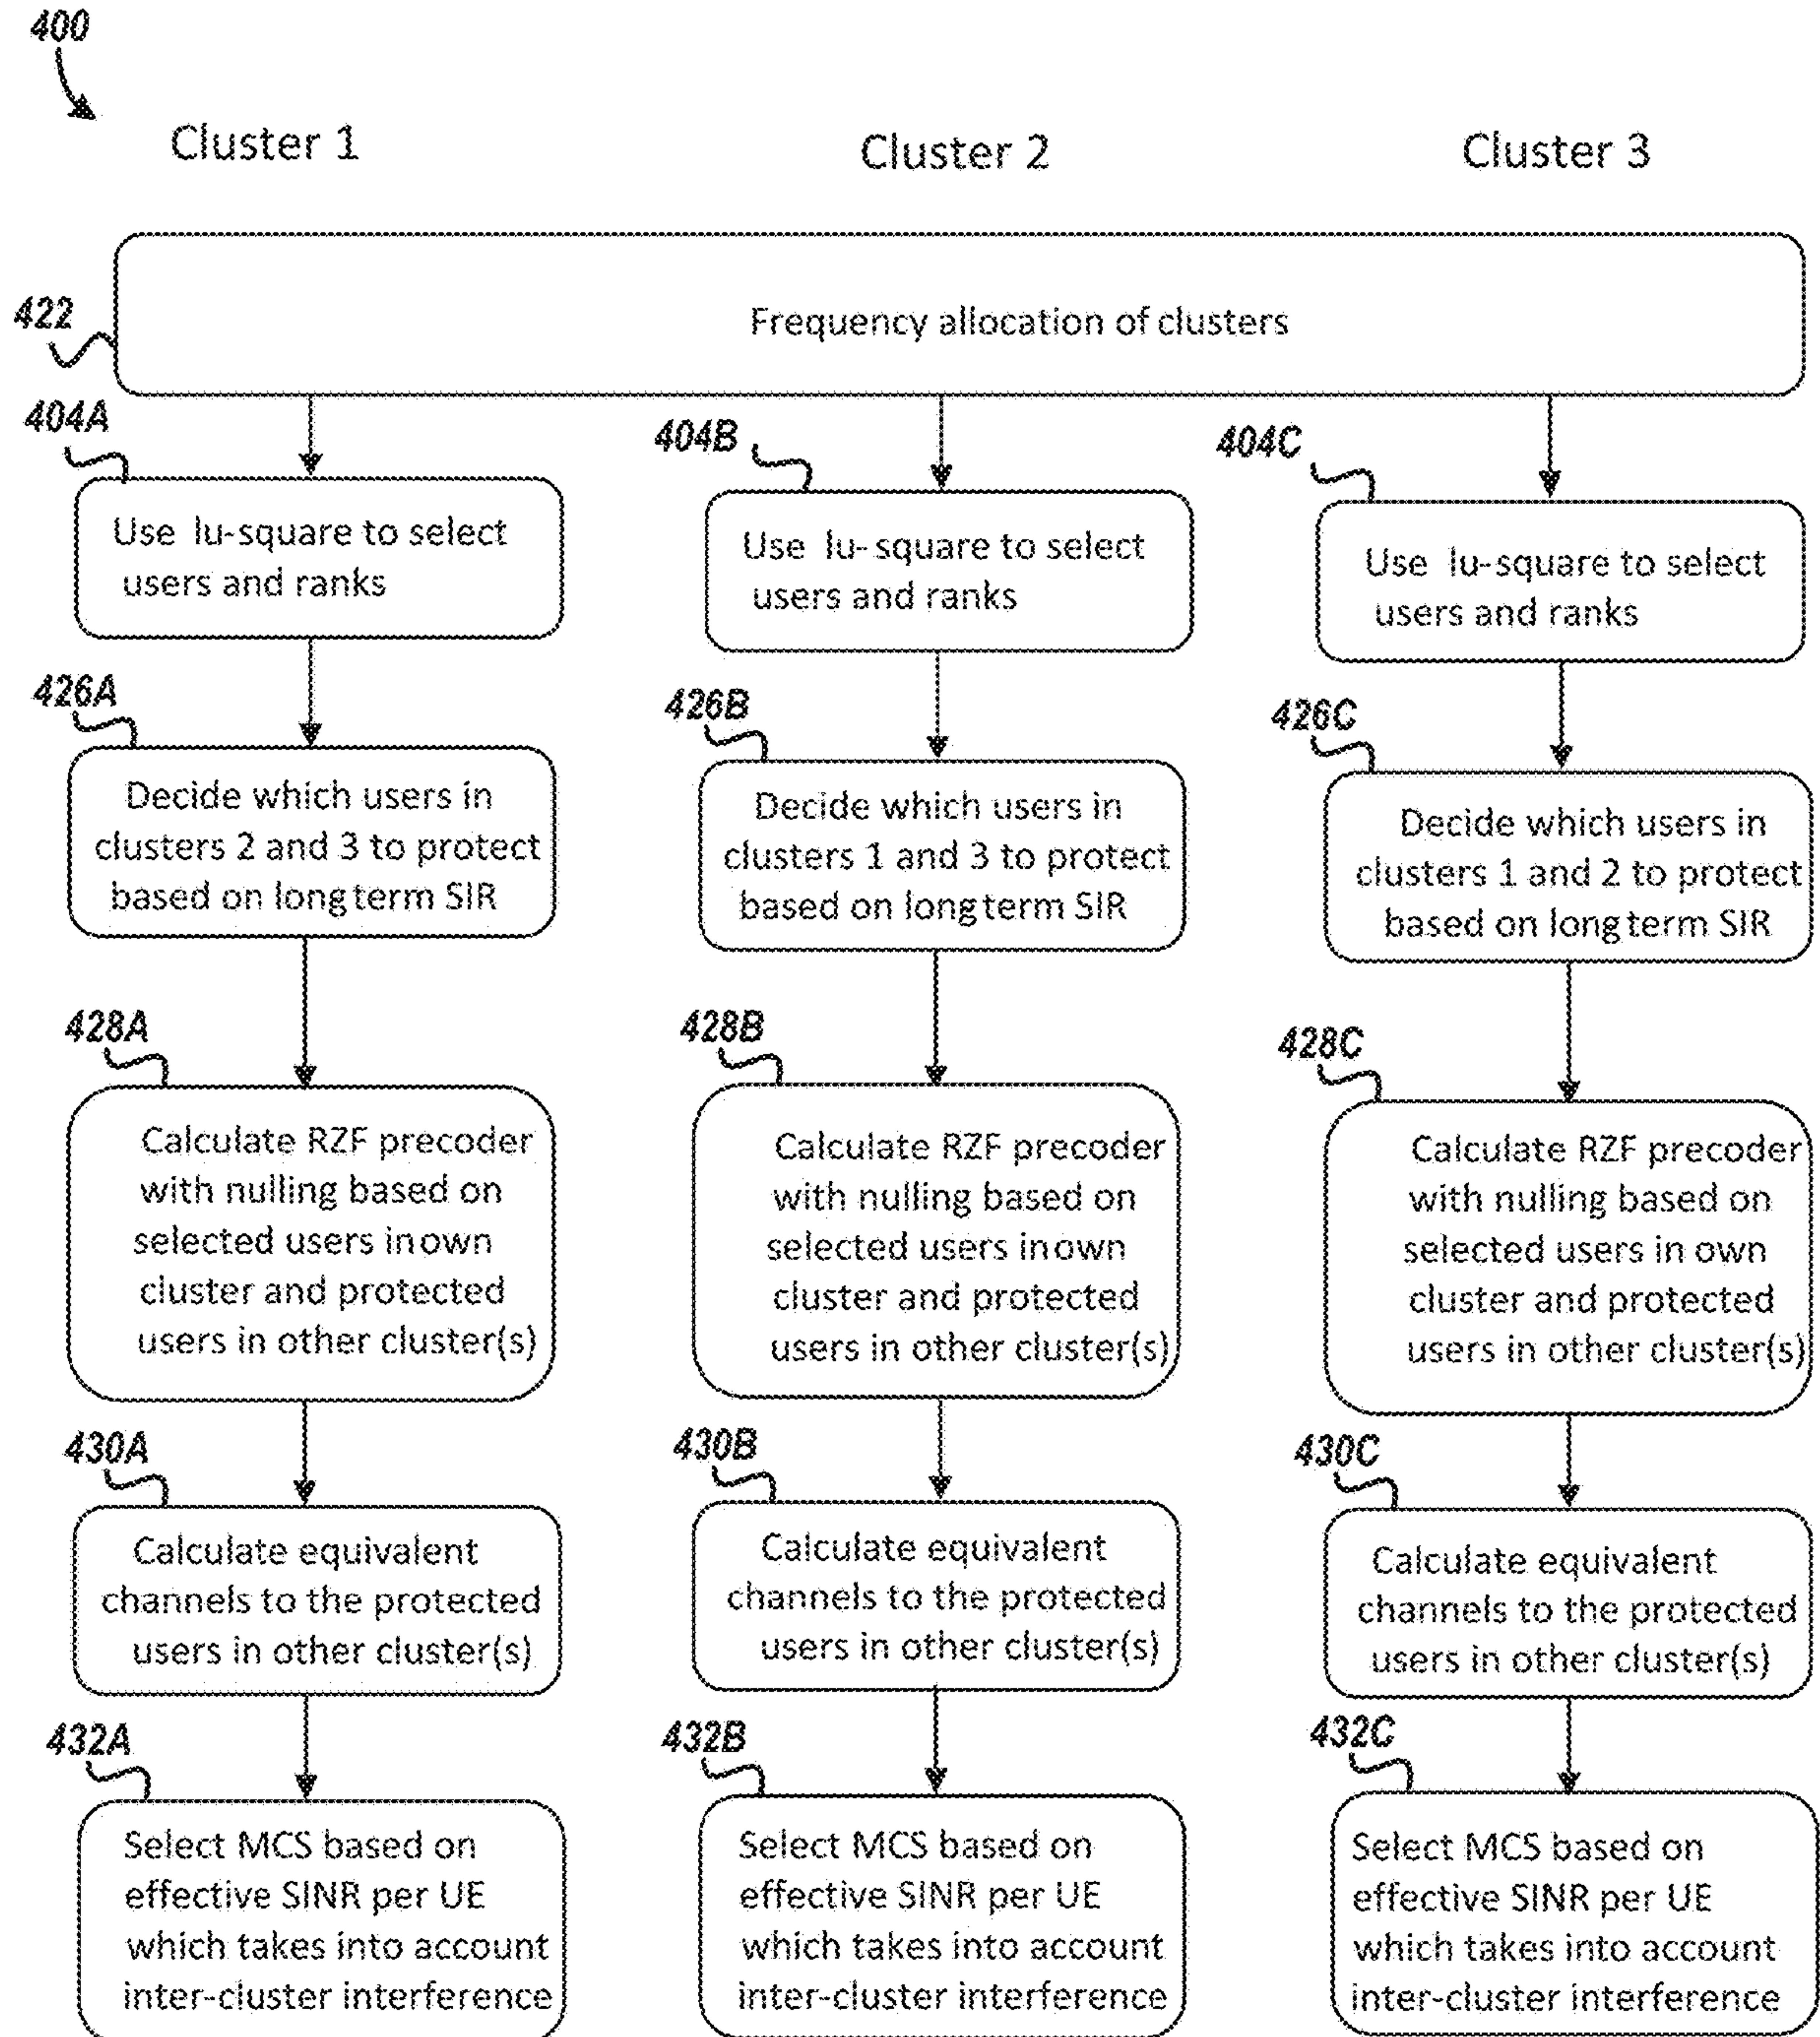 400
Cluster 1
Cluster 2
Cluster 3
422
Frequency allocation of clusters
404A
Use lu-square to select
users and ranks
404B
Use lu-square to select
users and ranks
404C
Use lu-square to select
users and ranks
426A
Decide which users in
clusters 2 and 3 to protect
based on long term SIR
426B
Decide which users in
clusters 1 and 3 to protect
based on long term SIR
426C
Decide which users in
clusters 1 and 2 to protect
based on long term SIR
428A
Calculate RZF precoder
with nulling based on
selected users in own
cluster and protected
users in other cluster(s)
428B
Calculate RZF precoder
with nulling based on
selected users in own
cluster and protected
users in other cluster(s)
428C
Calculate RZF precoder
with nulling based on
selected users in own
cluster and protected
users in other cluster(s)
430A
Calculate equivalent
channels to the protected
users in other cluster(s)
430B
Calculate equivalent
channels to the protected
users in other cluster(s)
430C
Calculate equivalent
channels to the protected
users in other cluster(s)
432A
Select MCS based on
effective SINR per UE
which takes into account
inter-cluster interference
432B
Select MCS based on
effective SINR per UE
which takes into account
inter-cluster interference
432C
Select MCS based on
effective SINR per UE
which takes into account
inter-cluster interference